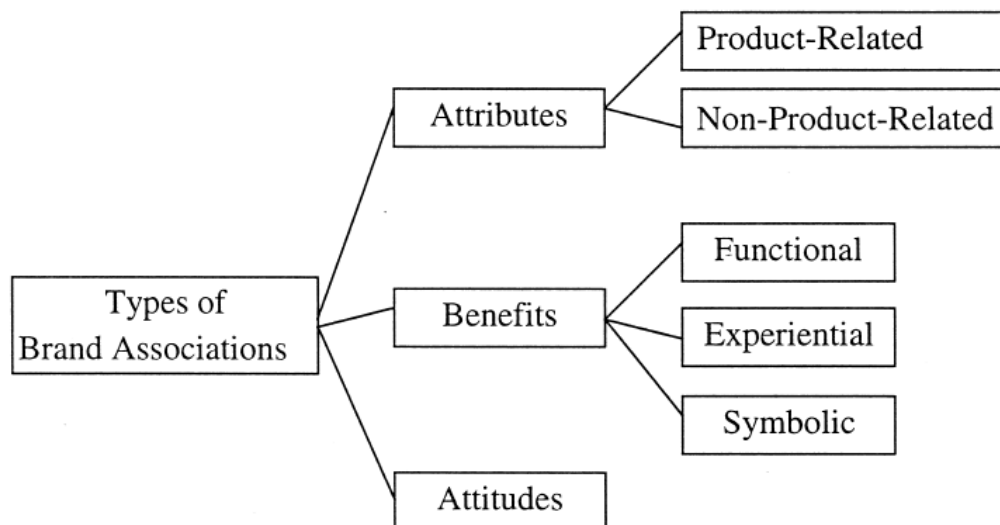 Product-Related
Attributes
Non-Product-Related
Functional
Types of
Brand Associations
Benefits
Experiential
Symbolic
Attitudes